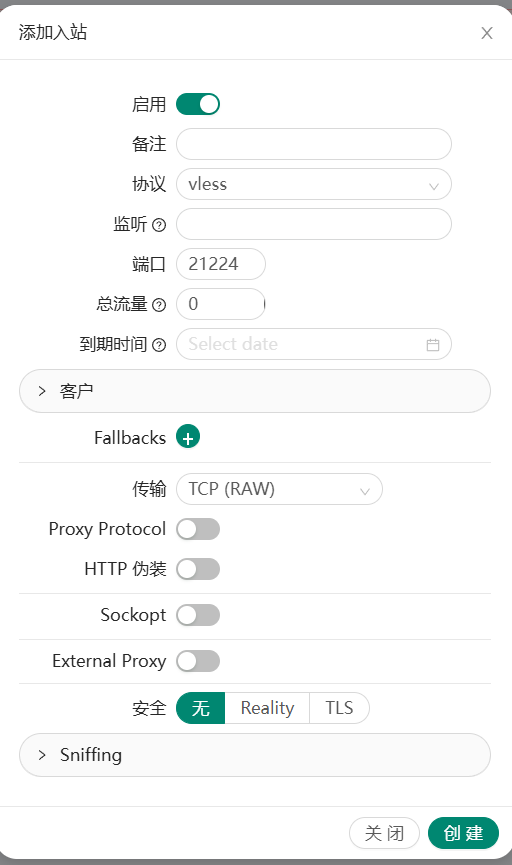 添加入站
启用
备注
协议 vless
监听
端口 21224
总流量 0
到期时间 Select date
客户
Fallbacks
传输 TCP (RAW)
Proxy Protocol
HTTP 伪装
Sockopt
External Proxy
安全 无 Reality TLS
Sniffing
关 闭 创 建